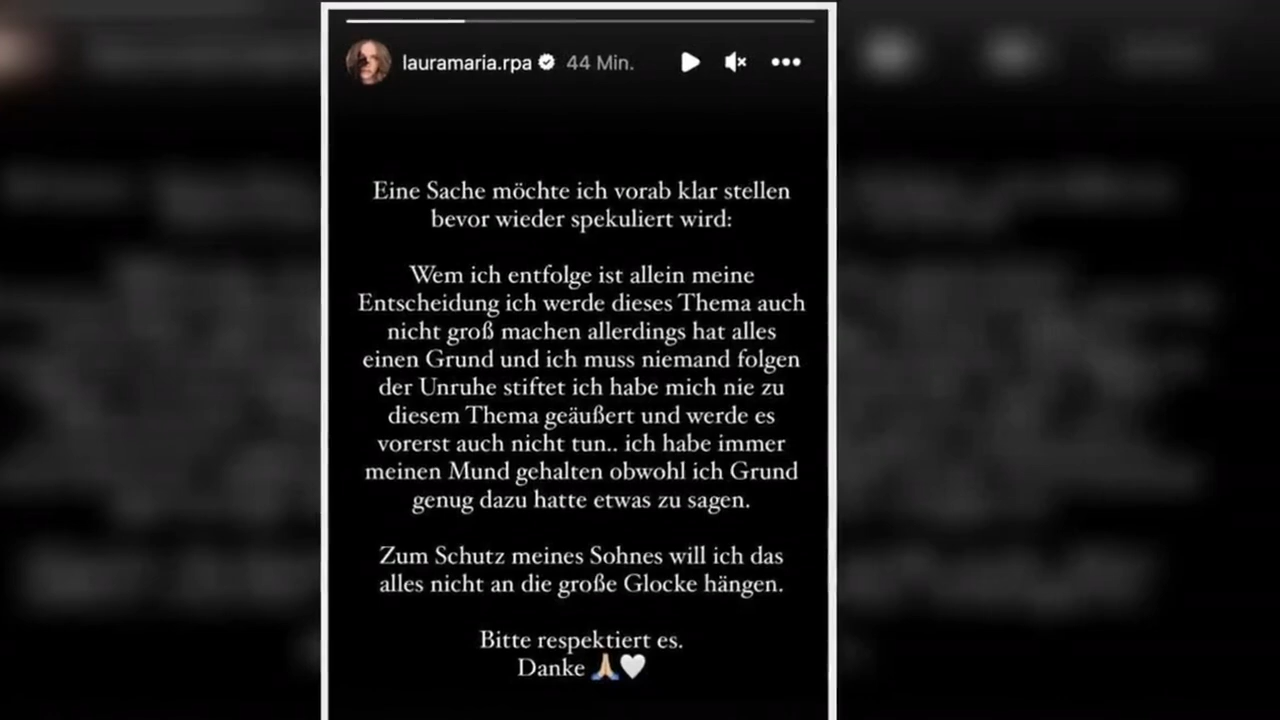 lauramaria.rpa 44 Min.
Eine Sache möchte ich vorab klar stellen
bevor wieder spekuliert wird:
Wem ich entfolge ist allein meine
Entscheidung ich werde dieses Thema auch
nicht groß machen allerdings hat alles
einen Grund und ich muss niemand folgen
der Unruhe stiftet ich habe mich nie zu
diesem Thema geäußert und werde es
vorerst auch nicht tun.. ich habe immer
meinen Mund gehalten obwohl ich Grund
genug dazu hatte etwas zu sagen.
Zum Schutz meines Sohnes will ich das
alles nicht an die große Glocke hängen.
Bitte respektiert es.
Danke 🙏🏼🤍